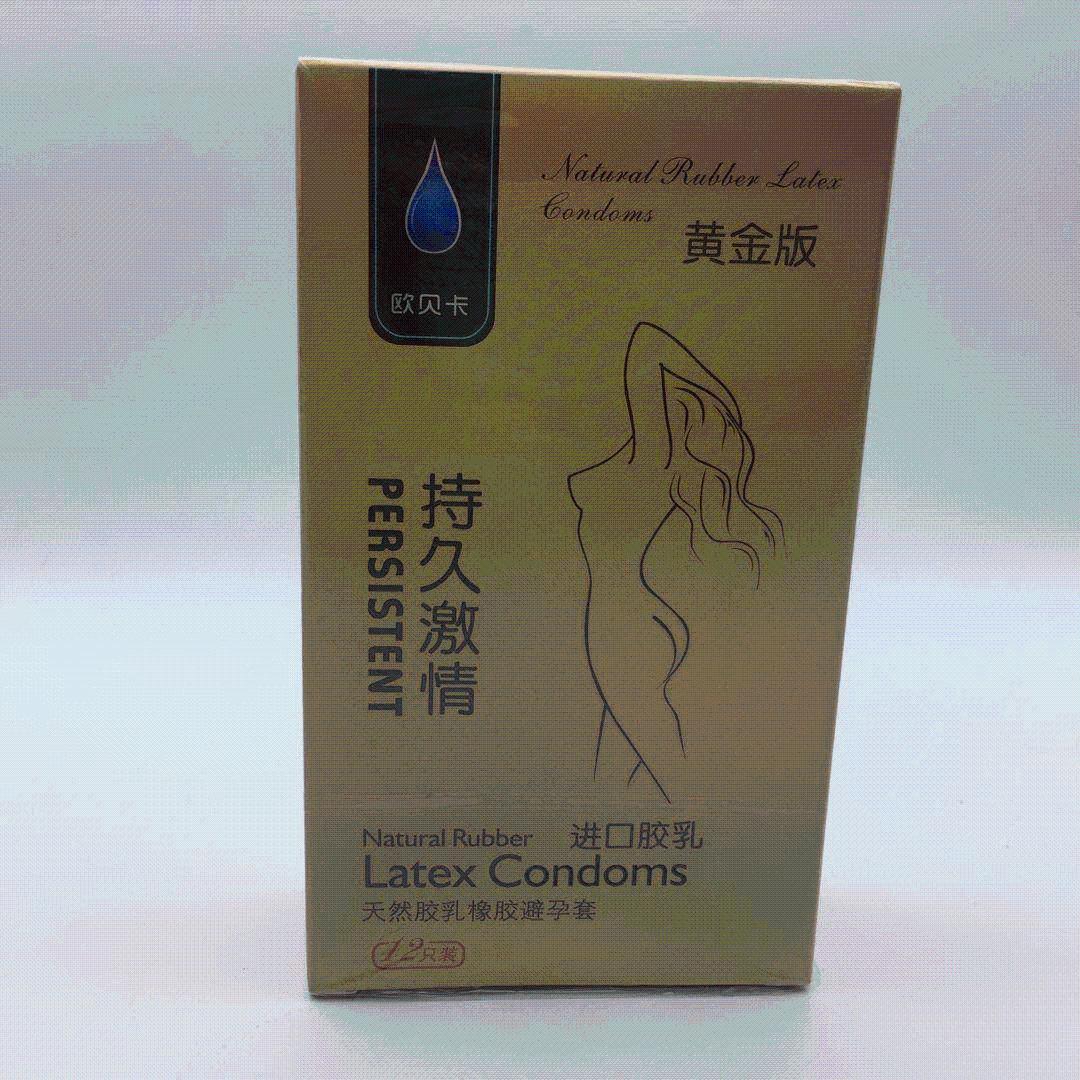 Natural Rubber Latex
Condoms
黄金版
欧贝卡
持久激情
PERSISTENT
Natural Rubber 进口胶乳
Latex Condoms
天然胶乳橡胶避孕套
12只装